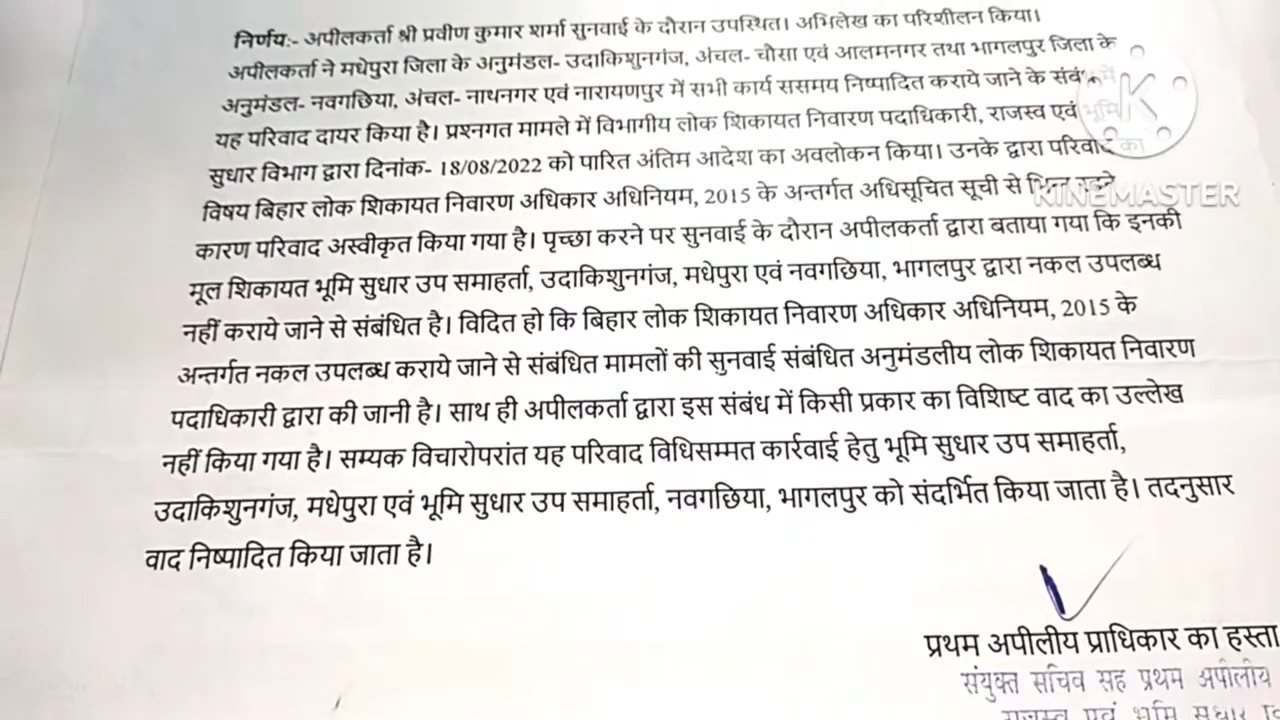 निर्णयः- अपीलकर्ता श्री प्रवीण कुमार शर्मा सुनवाई के दौरान उपस्थित। अभिलेख का परिशीलन किया।
अपीलकर्ता ने मधेपुरा जिला के अनुमंडल- उदाकिशुनगंज, अंचल- चौसा एवं आलमनगर तथा भागलपुर जिला के
अनुमंडल- नवगछिया, अंचल- नाथनगर एवं नारायणपुर में सभी कार्य ससमय निष्पादित कराये जाने के संबंध में
यह परिवाद दायर किया है। प्रश्नगत मामले में विभागीय लोक शिकायत निवारण पदाधिकारी, राजस्व एवं भूमि
सुधार विभाग द्वारा दिनांक- 18/08/2022 को पारित अंतिम आदेश का अवलोकन किया। उनके द्वारा परिवाद का
विषय बिहार लोक शिकायत निवारण अधिकार अधिनियम, 2015 के अन्तर्गत अधिसूचित सूची से
KINEMASTER
कारण परिवाद अस्वीकृत किया गया है। पृच्छा करने पर सुनवाई के दौरान अपीलकर्ता द्वारा बताया गया कि इनकी
मूल शिकायत भूमि सुधार उप समाहर्ता, उदाकिशुनगंज, मधेपुरा एवं नवगछिया, भागलपुर द्वारा नकल उपलब्ध
नहीं कराये जाने से संबंधित है। विदित हो कि बिहार लोक शिकायत निवारण अधिकार अधिनियम, 2015 के
अन्तर्गत नकल उपलब्ध कराये जाने से संबंधित मामलों की सुनवाई संबंधित अनुमंडलीय लोक शिकायत निवारण
पदाधिकारी द्वारा की जानी है। साथ ही अपीलकर्ता द्वारा इस संबंध में किसी प्रकार का विशिष्ट वाद का उल्लेख
नहीं किया गया है। सम्यक विचारोपरांत यह परिवाद विधिसम्मत कार्रवाई हेतु भूमि सुधार उप समाहर्ता,
उदाकिशुनगंज, मधेपुरा एवं भूमि सुधार उप समाहर्ता, नवगछिया, भागलपुर को संदर्भित किया जाता है। तदनुसार
वाद निष्पादित किया जाता है।
प्रथम अपीलीय प्राधिकार का हस्ता
संयुक्त सचिव सह प्रथम अपीलीय
राजस्व एवं भूमि सुधार